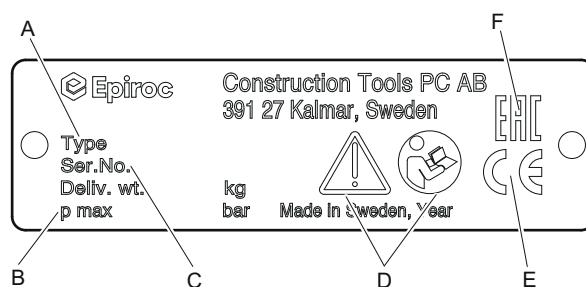 A
F
Epiroc
Construction Tools PC AB
391 27 Kalmar, Sweden
EAC
Type
Ser.No.
Deliv. wt. kg
p max bar Made in Sweden, Year
CE
B
C
D
E